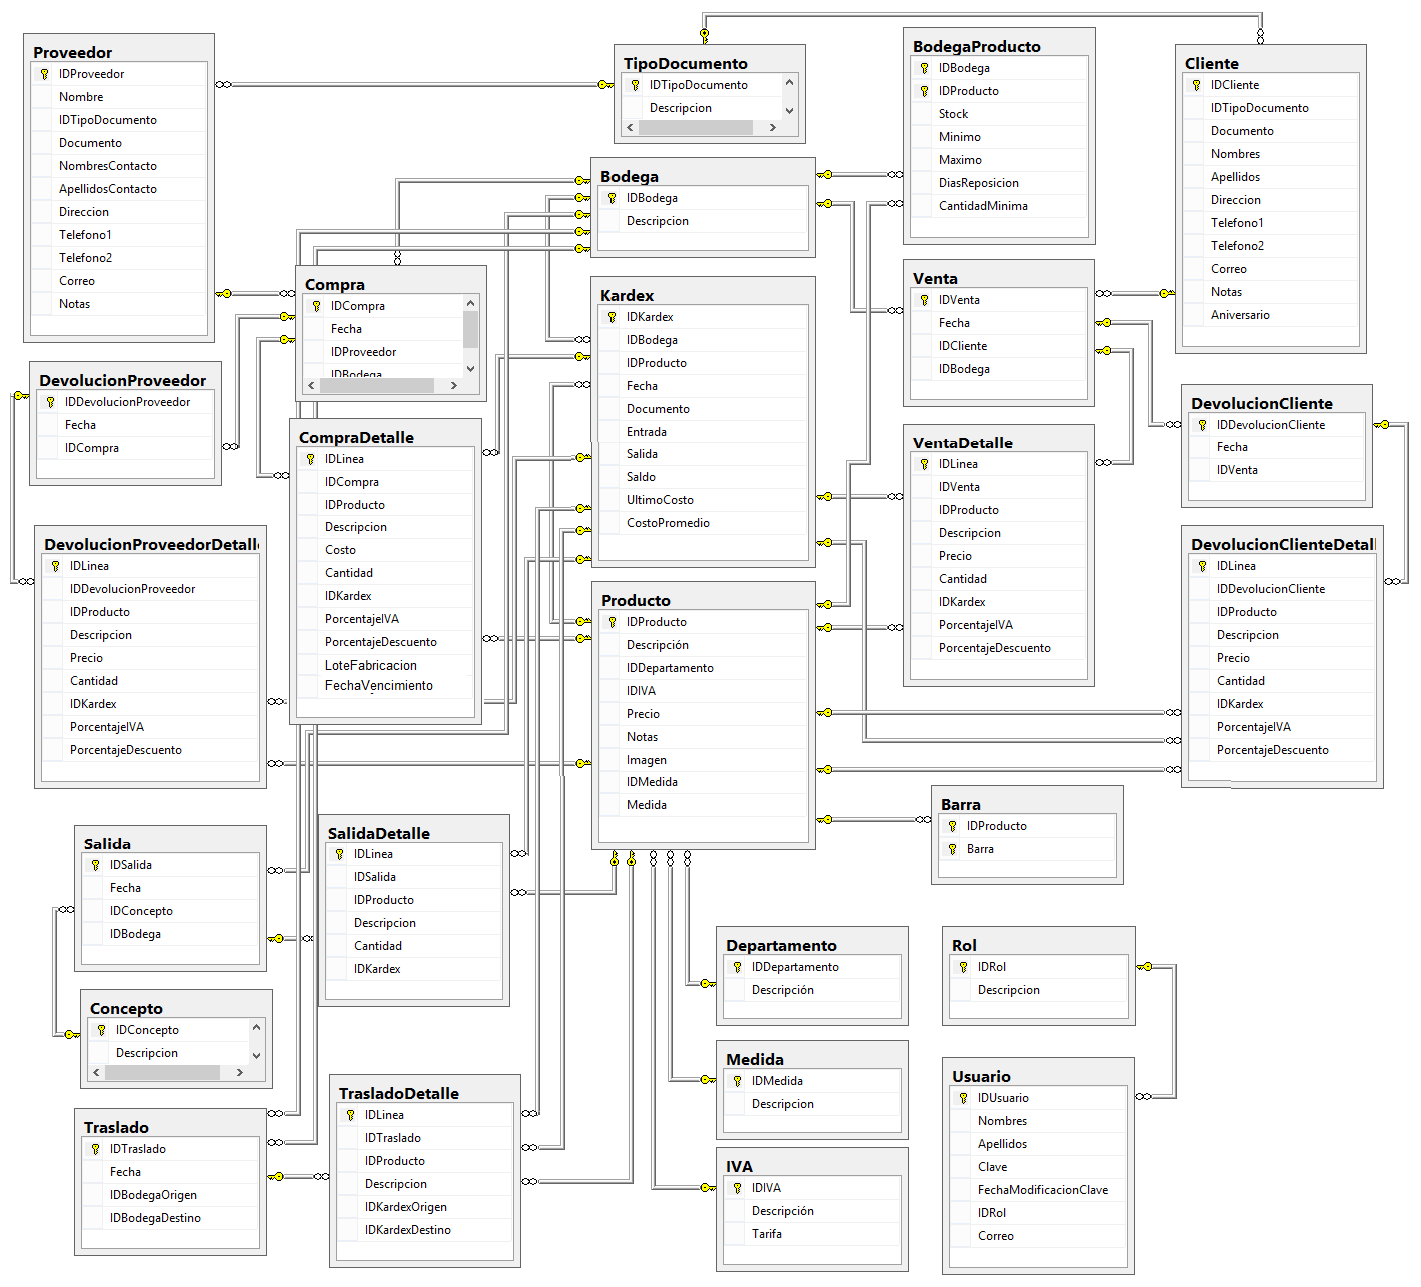 Proveedor
IDProveedor
Nombre
IDTipoDocumento
Documento
NombresContacto
ApellidosContacto
Direccion
Telefono1
Telefono2
Correo
Notas
TipoDocumento
IDTipoDocumento
Descripcion
BodegaProducto
IDBodega
IDProducto
Stock
Minimo
Maximo
DiasReposicion
CantidadMinima
Cliente
IDCliente
IDTipoDocumento
Documento
Nombres
Apellidos
Direccion
Telefono1
Telefono2
Correo
Notas
Aniversario
Bodega
IDBodega
Descripcion
Compra
IDCompra
Fecha
IDProveedor
IDBodega
Kardex
IDKardex
IDBodega
IDProducto
Fecha
Documento
Entrada
Salida
Saldo
UltimoCosto
CostoPromedio
Venta
IDVenta
Fecha
IDCliente
IDBodega
DevolucionProveedor
IDDevolucionProveedor
Fecha
IDCompra
CompraDetalle
IDLinea
IDCompra
IDProducto
Descripcion
Costo
Cantidad
IDKardex
PorcentajeIVA
PorcentajeDescuento
LoteFabricacion
FechaVencimiento
VentaDetalle
IDLinea
IDVenta
IDProducto
Descripcion
Precio
Cantidad
IDKardex
PorcentajeIVA
PorcentajeDescuento
DevolucionCliente
IDDevolucionCliente
Fecha
IDVenta
DevolucionProveedorDetalle
IDLinea
IDDevolucionProveedor
IDProducto
Descripcion
Precio
Cantidad
IDKardex
PorcentajeIVA
PorcentajeDescuento
Producto
IDProducto
Descripción
IDDepartamento
IDIVA
Precio
Notas
Imagen
IDMedida
Medida
DevolucionClienteDetal
IDLinea
IDDevolucionCliente
IDProducto
Descripcion
Precio
Cantidad
IDKardex
PorcentajeIVA
PorcentajeDescuento
Barra
IDProducto
Barra
Salida
IDSalida
Fecha
IDConcepto
IDBodega
SalidaDetalle
IDLinea
IDSalida
IDProducto
Descripcion
Cantidad
IDKardex
Departamento
IDDepartamento
Descripción
Rol
IDRol
Descripcion
Concepto
IDConcepto
Descripcion
Medida
IDMedida
Descripcion
Usuario
IDUsuario
Nombres
Apellidos
Clave
FechaModificacionClave
IDRol
Correo
Traslado
IDTraslado
Fecha
IDBodegaOrigen
IDBodegaDestino
TrasladoDetalle
IDLinea
IDTraslado
IDProducto
Descripcion
IDKardexOrigen
IDKardexDestino
IVA
IDIVA
Descripción
Tarifa